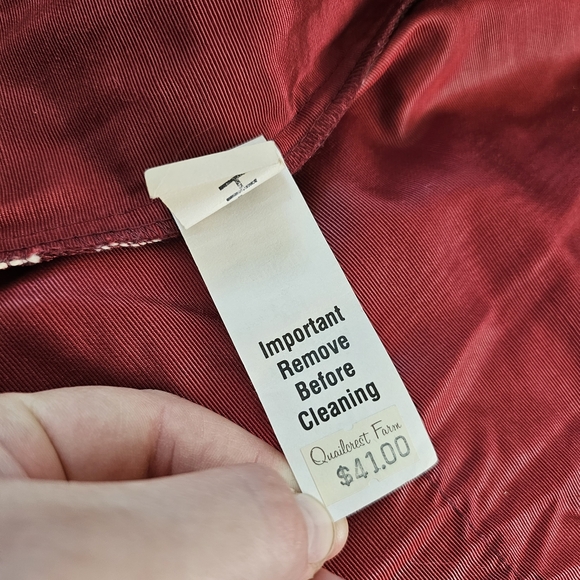 Important
Remove
Before
Cleaning
Quailcrest Farm
$41.00